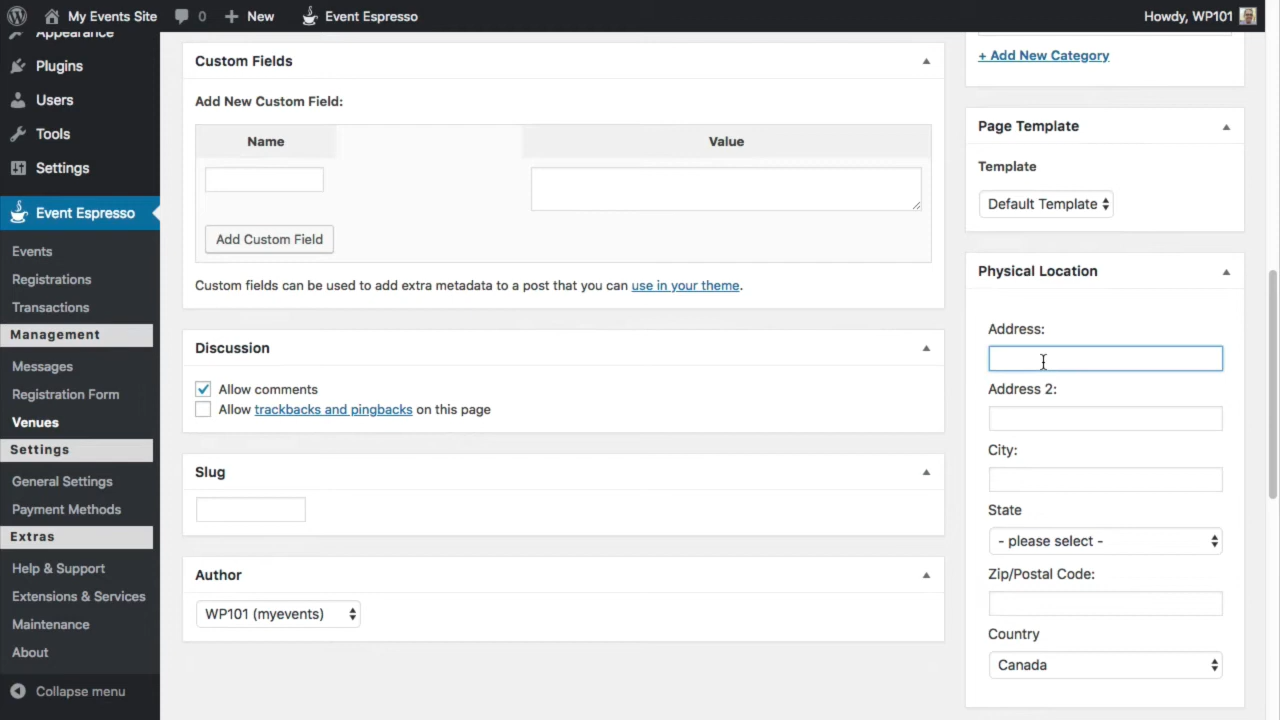 My Events Site
0
New
Event Espresso
Howdy, WP101
Appearance
Plugins
Users
Tools
Settings
Event Espresso
Events
Registrations
Transactions
Management
Messages
Registration Form
Venues
Settings
General Settings
Payment Methods
Extras
Help & Support
Extensions & Services
Maintenance
About
Collapse menu
Custom Fields
Add New Custom Field:
Name Value
Add Custom Field
Custom fields can be used to add extra metadata to a post that you can use in your theme.
Discussion
Allow comments
Allow trackbacks and pingbacks on this page
Slug
Author
WP101 (myevents)
+ Add New Category
Page Template
Template
Default Template
Physical Location
Address:
Address 2:
City:
State
- please select -
Zip/Postal Code:
Country
Canada